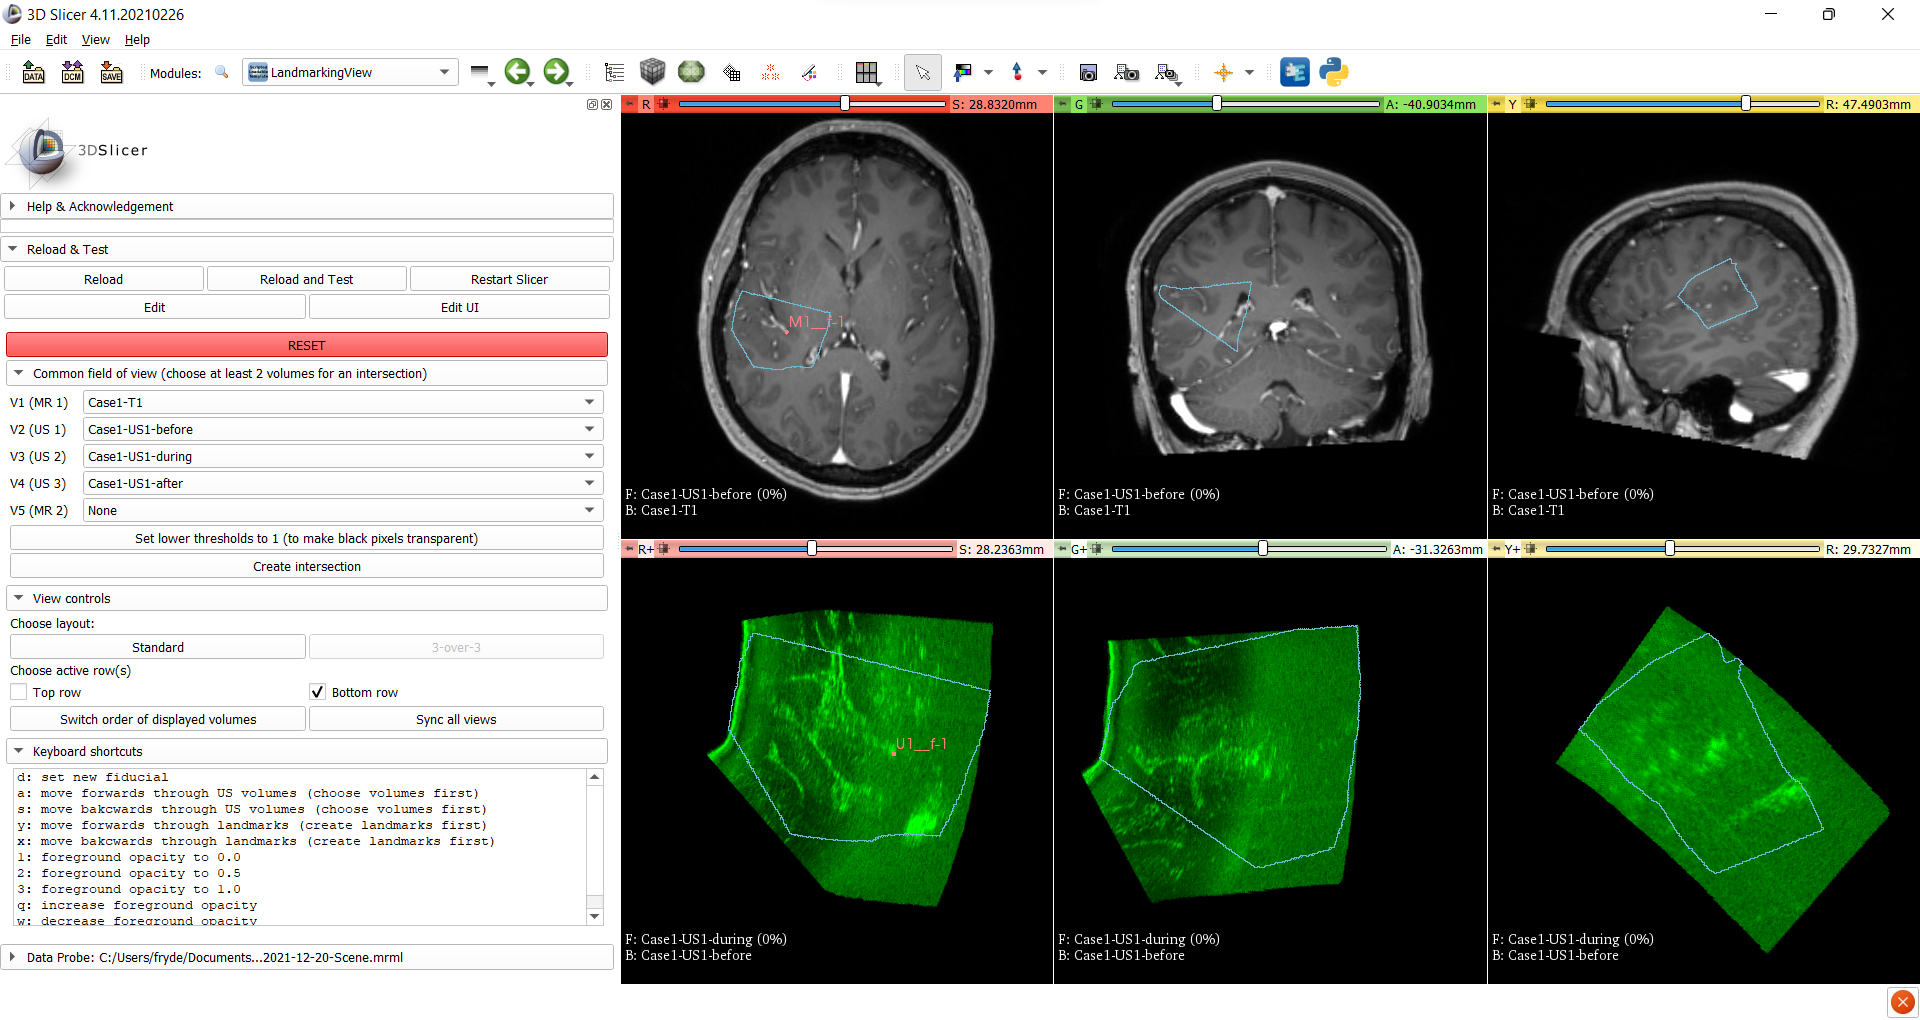 3D Slicer 4.11.20210226
File Edit View Help
DATA DCM SAVE Modules: LandmarkingView
3DSlicer
Help & Acknowledgement
Reload & Test
Reload Reload and Test Restart Slicer
Edit Edit UI
RESET
Common field of view (choose at least 2 volumes for an intersection)
V1 (MR 1) Case1-T1
V2 (US 1) Case1-US1-before
V3 (US 2) Case1-US1-during
V4 (US 3) Case1-US1-after
V5 (MR 2) None
Set lower thresholds to 1 (to make black pixels transparent)
Create intersection
View controls
Choose layout:
Standard 3-over-3
Choose active row(s)
Top row Bottom row
Switch order of displayed volumes Sync all views
Keyboard shortcuts
d: set new fiducial
a: move forwards through US volumes (choose volumes first)
s: move bakcwards through US volumes (choose volumes first)
y: move forwards through landmarks (create landmarks first)
x: move bakcwards through landmarks (create landmarks first)
1: foreground opacity to 0.0
2: foreground opacity to 0.5
3: foreground opacity to 1.0
q: increase foreground opacity
w: decrease foreground opacity
Data Probe: C:/Users/fryde/Documents...2021-12-20-Scene.mrml
R S: 28.8320mm
M1__f-1
F: Case1-US1-before (0%)
B: Case1-T1
G A: -40.9034mm
F: Case1-US1-before (0%)
B: Case1-T1
Y R: 47.4903mm
F: Case1-US1-before (0%)
B: Case1-T1
R+ S: 28.2363mm
U1__f-1
F: Case1-US1-during (0%)
B: Case1-US1-before
G+ A: -31.3263mm
F: Case1-US1-during (0%)
B: Case1-US1-before
Y+ R: 29.7327mm
F: Case1-US1-during (0%)
B: Case1-US1-before